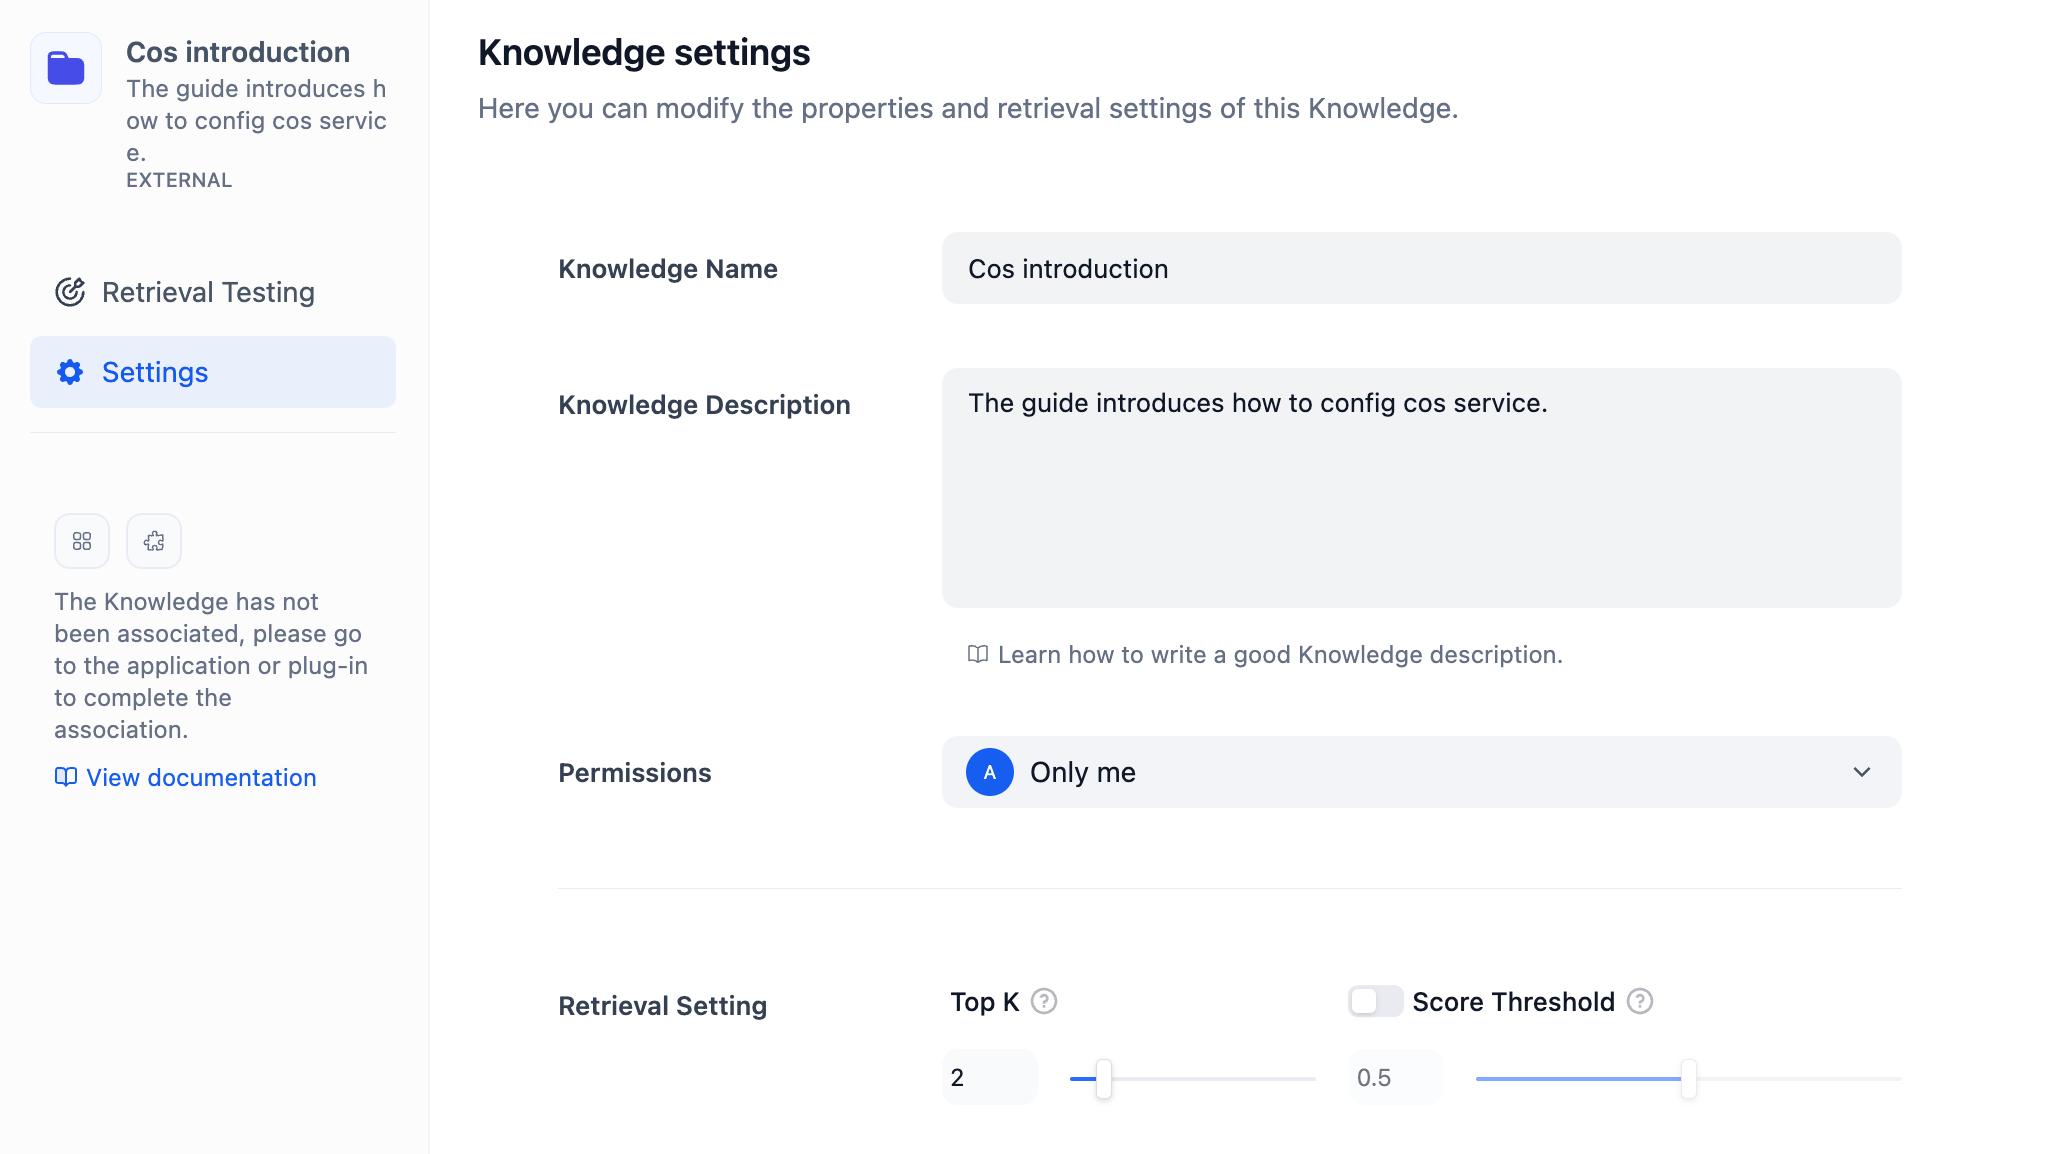 Cos introduction
The guide introduces h
ow to config cos servic
e.
EXTERNAL
Retrieval Testing
Settings
The Knowledge has not
been associated, please go
to the application or plug-in
to complete the
association.
View documentation
Knowledge settings
Here you can modify the properties and retrieval settings of this Knowledge.
Knowledge Name
Cos introduction
Knowledge Description
The guide introduces how to config cos service.
Learn how to write a good Knowledge description.
Permissions
A Only me
Retrieval Setting
Top K ?
Score Threshold ?
2
0.5